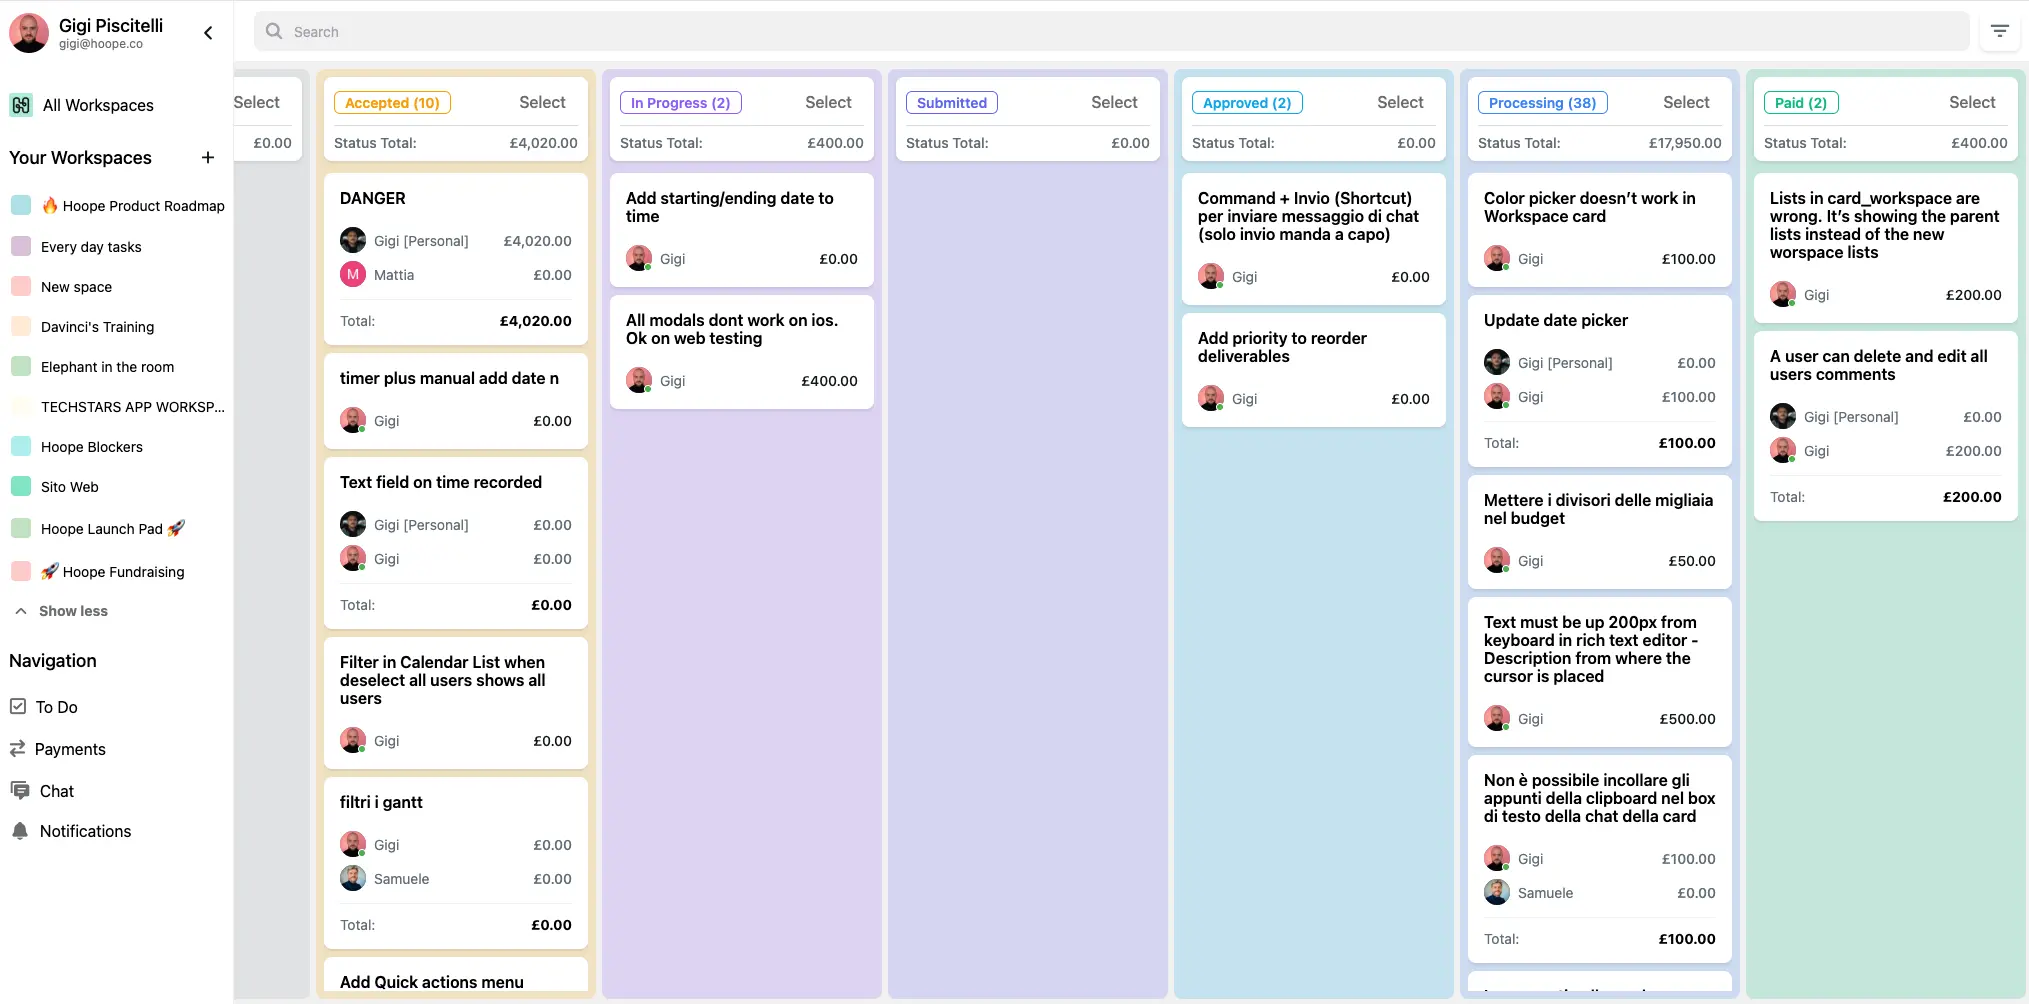 Gigi Piscitelli
gigi@hoope.co
All Workspaces
Your Workspaces
🔥 Hoope Product Roadmap
Every day tasks
New space
Davinci's Training
Elephant in the room
TECHSTARS APP WORKSP...
Hoope Blockers
Sito Web
Hoope Launch Pad 🚀
🚀 Hoope Fundraising
Show less
Navigation
To Do
Payments
Chat
Notifications
Search
Select
£0.00
Accepted (10)
Select
Status Total:
£4,020.00
DANGER
Gigi [Personal]
£4,020.00
M
Mattia
£0.00
Total:
£4,020.00
timer plus manual add date n
Gigi
£0.00
Text field on time recorded
Gigi [Personal]
£0.00
Gigi
£0.00
Total:
£0.00
Filter in Calendar List when
deselect all users shows all
users
Gigi
£0.00
filtri i gantt
Gigi
£0.00
Samuele
£0.00
Total:
£0.00
Add Quick actions menu
In Progress (2)
Select
Status Total:
£400.00
Add starting/ending date to
time
Gigi
£0.00
All modals dont work on ios.
Ok on web testing
Gigi
£400.00
Submitted
Select
Status Total:
£0.00
Approved (2)
Select
Status Total:
£0.00
Command + Invio (Shortcut)
per inviare messaggio di chat
(solo invio manda a capo)
Gigi
£0.00
Add priority to reorder
deliverables
Gigi
£0.00
Processing (38)
Select
Status Total:
£17,950.00
Color picker doesn’t work in
Workspace card
Gigi
£100.00
Update date picker
Gigi [Personal]
£0.00
Gigi
£100.00
Total:
£100.00
Mettere i divisori delle migliaia
nel budget
Gigi
£50.00
Text must be up 200px from
keyboard in rich text editor -
Description from where the
cursor is placed
Gigi
£500.00
Non è possibile incollare gli
appunti della clipboard nel box
di testo della chat della card
Gigi
£100.00
Samuele
£0.00
Total:
£100.00
Paid (2)
Select
Status Total:
£400.00
Lists in card_workspace are
wrong. It’s showing the parent
lists instead of the new
worspace lists
Gigi
£200.00
A user can delete and edit all
users comments
Gigi [Personal]
£0.00
Gigi
£200.00
Total:
£200.00